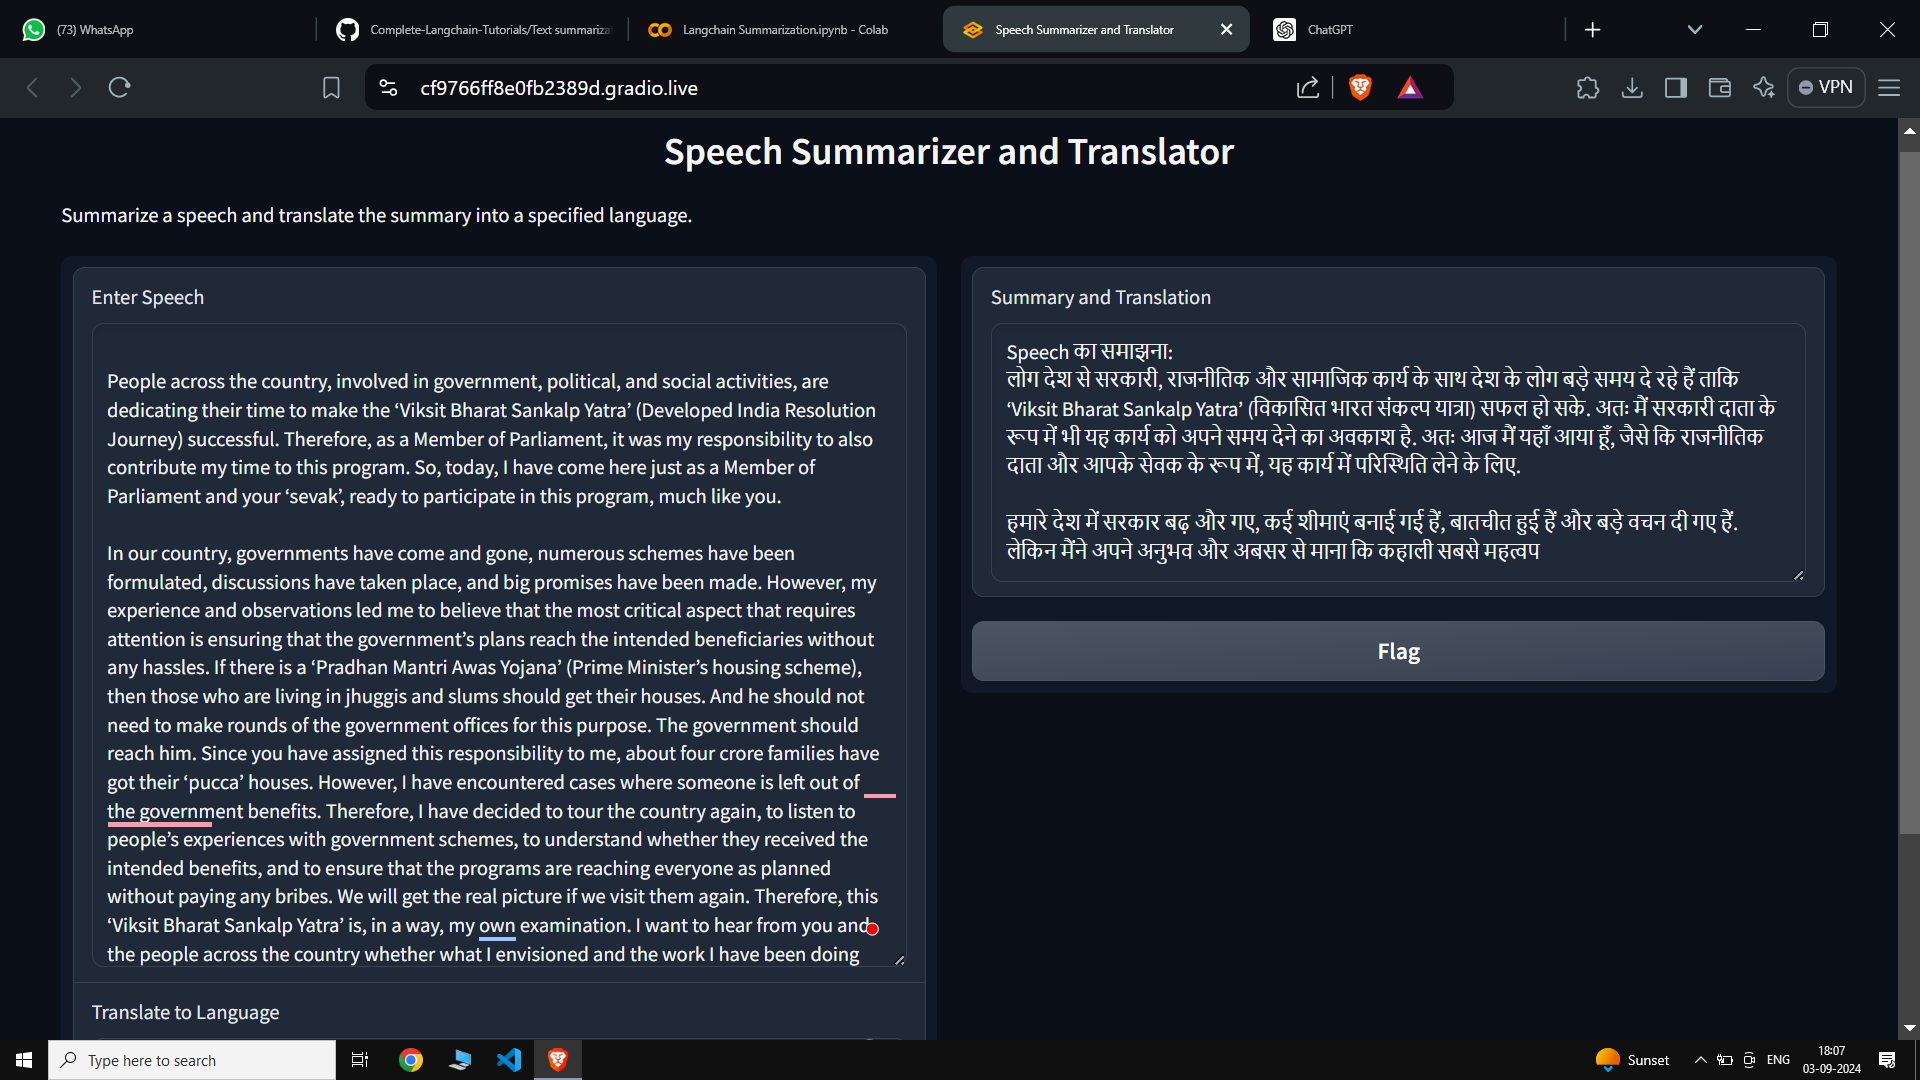 (73) WhatsApp
Complete-Langchain-Tutorials/Text summariza
Langchain Summarization.ipynb - Colab
Speech Summarizer and Translator
ChatGPT
cf9766ff8e0fb2389d.gradio.live
VPN
Speech Summarizer and Translator
Summarize a speech and translate the summary into a specified language.
Enter Speech
People across the country, involved in government, political, and social activities, are
dedicating their time to make the ‘Viksit Bharat Sankalp Yatra’ (Developed India Resolution
Journey) successful. Therefore, as a Member of Parliament, it was my responsibility to also
contribute my time to this program. So, today, I have come here just as a Member of
Parliament and your ‘sevak’, ready to participate in this program, much like you.
In our country, governments have come and gone, numerous schemes have been
formulated, discussions have taken place, and big promises have been made. However, my
experience and observations led me to believe that the most critical aspect that requires
attention is ensuring that the government’s plans reach the intended beneficiaries without
any hassles. If there is a ‘Pradhan Mantri Awas Yojana’ (Prime Minister’s housing scheme),
then those who are living in jhuggis and slums should get their houses. And he should not
need to make rounds of the government offices for this purpose. The government should
reach him. Since you have assigned this responsibility to me, about four crore families have
got their ‘pucca’ houses. However, I have encountered cases where someone is left out of
the government benefits. Therefore, I have decided to tour the country again, to listen to
people’s experiences with government schemes, to understand whether they received the
intended benefits, and to ensure that the programs are reaching everyone as planned
without paying any bribes. We will get the real picture if we visit them again. Therefore, this
‘Viksit Bharat Sankalp Yatra’ is, in a way, my own examination. I want to hear from you and
the people across the country whether what I envisioned and the work I have been doing
Translate to Language
Summary and Translation
Speech का समाझना:
लोग देश से सरकारी, राजनीतिक और सामाजिक कार्य के साथ देश के लोग बड़े समय दे रहे हैं ताकि
‘Viksit Bharat Sankalp Yatra’ (विकासित भारत संकल्प यात्रा) सफल हो सके. अतः मैं सरकारी दाता के
रूप में भी यह कार्य को अपने समय देने का अवकाश है. अतः आज मैं यहाँ आया हूँ, जैसे कि राजनीतिक
दाता और आपके सेवक के रूप में, यह कार्य में परिस्थिति लेने के लिए.
हमारे देश में सरकार बढ़ और गए, कई शीमाएं बनाई गई हैं, बातचीत हुई हैं और बड़े वचन दी गए हैं.
लेकिन मैंने अपने अनुभव और अबसर से माना कि कहाली सबसे महत्वप
Flag
Type here to search
Sunset
ENG
18:07
03-09-2024